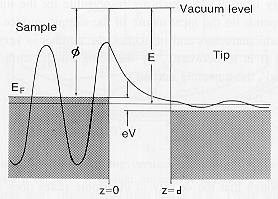 Vacuum level
Sample
ϕ
E
Tip
E_F
eV
z=0
z=d